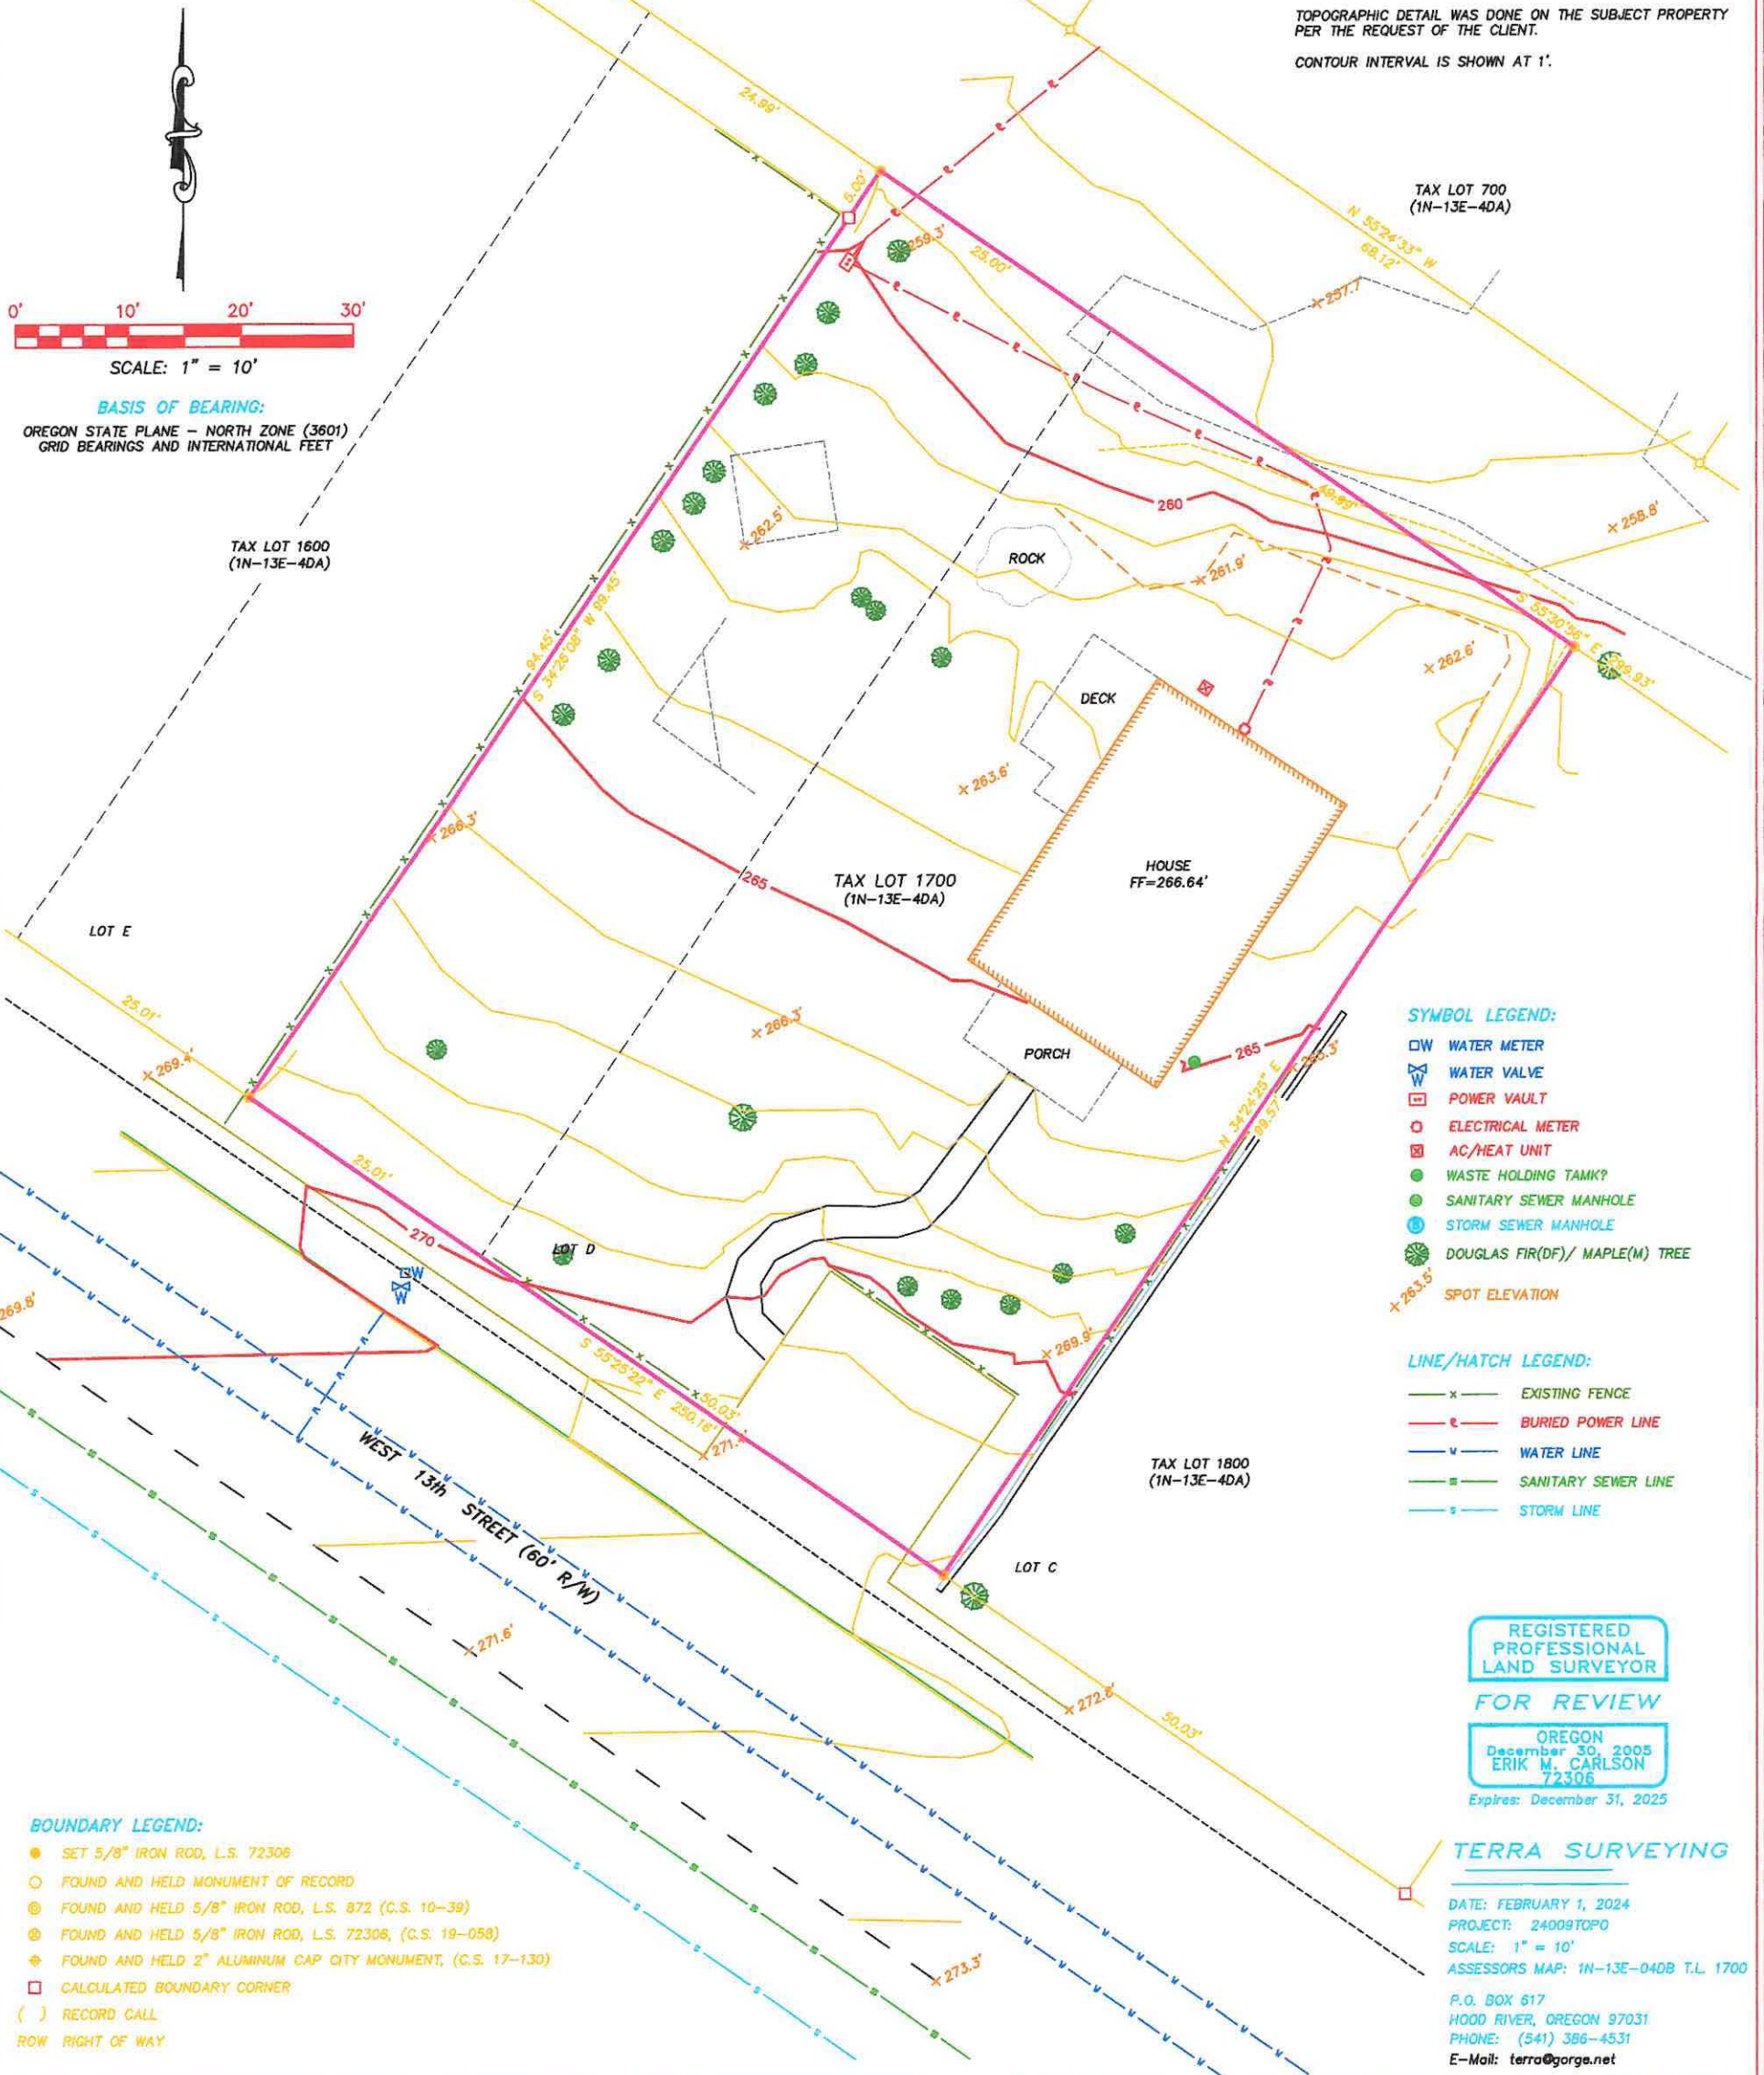 TOPOGRAPHIC DETAIL WAS DONE ON THE SUBJECT PROPERTY
PER THE REQUEST OF THE CLIENT.
CONTOUR INTERVAL IS SHOWN AT 1'.
24.99'
5.00'
TAX LOT 700
(1N-13E-4DA)
N 55°24'33" W
68.12'
259.3'
25.00'
257.7
0' 10' 20' 30'
SCALE: 1" = 10'
BASIS OF BEARING:
OREGON STATE PLANE - NORTH ZONE (3601)
GRID BEARINGS AND INTERNATIONAL FEET
TAX LOT 1600
(1N-13E-4DA)
262.5'
260
49.99'
258.8'
ROCK
261.9'
94.45'
S 34°26'08" W 99.45'
S 55°30'56" E 299.93'
262.6'
DECK
263.6'
266.3'
265
TAX LOT 1700
(1N-13E-4DA)
HOUSE
FF=266.64'
LOT E
25.01'
269.4'
266.3'
PORCH
265
N 34°24'25" E
99.57'
SYMBOL LEGEND:
W WATER METER
W WATER VALVE
POWER VAULT
ELECTRICAL METER
AC/HEAT UNIT
WASTE HOLDING TAMK?
SANITARY SEWER MANHOLE
S STORM SEWER MANHOLE
DOUGLAS FIR(DF)/ MAPLE(M) TREE
263.5' SPOT ELEVATION
25.01'
270
LOT D
W
W
269.8'
269.9'
S 55°25'22" E 250.16'
50.03'
271.4'
LINE/HATCH LEGEND:
x EXISTING FENCE
e BURIED POWER LINE
W WATER LINE
S SANITARY SEWER LINE
S STORM LINE
WEST 13th STREET (60' R/W)
TAX LOT 1800
(1N-13E-4DA)
LOT C
271.6'
272.8'
50.03'
273.3'
REGISTERED
PROFESSIONAL
LAND SURVEYOR
FOR REVIEW
OREGON
December 30, 2005
ERIK M. CARLSON
72306
Expires: December 31, 2025
BOUNDARY LEGEND:
SET 5/8" IRON ROD, L.S. 72306
FOUND AND HELD MONUMENT OF RECORD
FOUND AND HELD 5/8" IRON ROD, L.S. 872 (C.S. 10-39)
FOUND AND HELD 5/8" IRON ROD, L.S. 72306, (C.S. 19-058)
FOUND AND HELD 2" ALUMINUM CAP CITY MONUMENT, (C.S. 17-130)
CALCULATED BOUNDARY CORNER
( ) RECORD CALL
ROW RIGHT OF WAY
TERRA SURVEYING
DATE: FEBRUARY 1, 2024
PROJECT: 24009TOPO
SCALE: 1" = 10'
ASSESSORS MAP: 1N-13E-04DB T.L. 1700
P.O. BOX 617
HOOD RIVER, OREGON 97031
PHONE: (541) 386-4531
E-Mail: terra@gorge.net